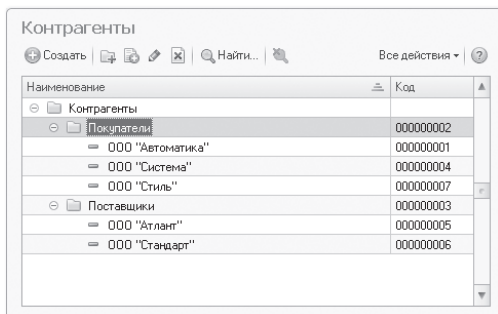 Контрагенты
Создать Найти... Все действия ?
Наименование Код
Контрагенты
Покупатели 000000002
ООО "Автоматика" 000000001
ООО "Система" 000000004
ООО "Стиль" 000000007
Поставщики 000000003
ООО "Атлант" 000000005
ООО "Стандарт" 000000006